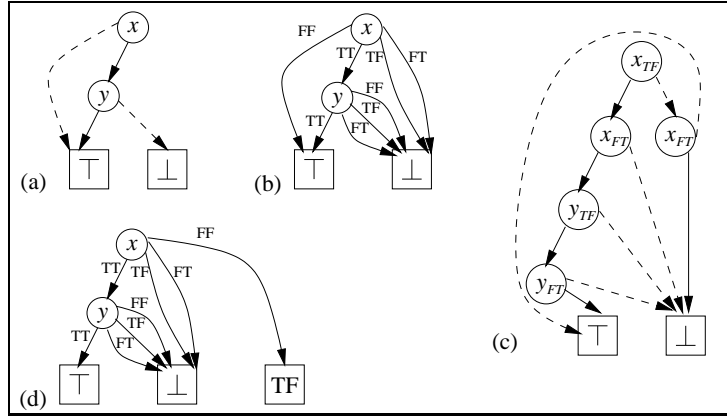 x
y
⊤
⊥
(a)
x
FF
TT
TF
FT
y
FF
TF
FT
TT
⊤
⊥
(b)
x_TF
x_FT
x_FT
y_TF
y_FT
⊤
⊥
(c)
x
FF
TT
TF
FT
y
FF
TF
FT
TT
⊤
⊥
TF
(d)